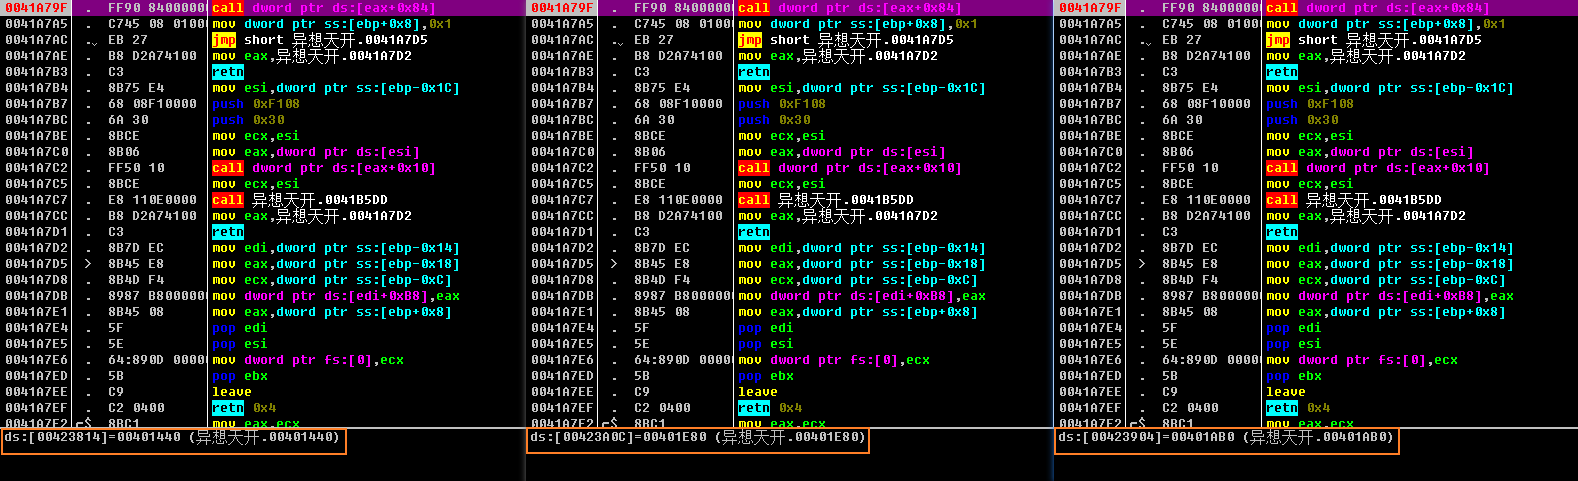 0041A79F . FF90 84000000 call dword ptr ds:[eax+0x84]
0041A7A5 . C745 08 0100 mov dword ptr ss:[ebp+0x8],0x1
0041A7AC . EB 27 jmp short 异想天开.0041A7D5
0041A7AE . B8 D2A74100 mov eax,异想天开.0041A7D2
0041A7B3 . C3 retn
0041A7B4 . 8B75 E4 mov esi,dword ptr ss:[ebp-0x1C]
0041A7B7 . 68 08F10000 push 0xF108
0041A7BC . 6A 30 push 0x30
0041A7BE . 8BCE mov ecx,esi
0041A7C0 . 8B06 mov eax,dword ptr ds:[esi]
0041A7C2 . FF50 10 call dword ptr ds:[eax+0x10]
0041A7C5 . 8BCE mov ecx,esi
0041A7C7 . E8 110E0000 call 异想天开.0041B5DD
0041A7CC . B8 D2A74100 mov eax,异想天开.0041A7D2
0041A7D1 . C3 retn
0041A7D2 . 8B7D EC mov edi,dword ptr ss:[ebp-0x14]
0041A7D5 > 8B45 E8 mov eax,dword ptr ss:[ebp-0x18]
0041A7D8 . 8B4D F4 mov ecx,dword ptr ss:[ebp-0xC]
0041A7DB . 8987 B8000000 mov dword ptr ds:[edi+0xB8],eax
0041A7E1 . 8B45 08 mov eax,dword ptr ss:[ebp+0x8]
0041A7E4 . 5F pop edi
0041A7E5 . 5E pop esi
0041A7E6 . 64:890D 00000 mov dword ptr fs:[0],ecx
0041A7ED . 5B pop ebx
0041A7EE . C9 leave
0041A7EF . C2 0400 retn 0x4
0041A7F2 ┌$ 8BC1 mov eax,ecx
ds:[00423814]=00401440 (异想天开.00401440)
0041A79F . FF90 84000000 call dword ptr ds:[eax+0x84]
0041A7A5 . C745 08 0100 mov dword ptr ss:[ebp+0x8],0x1
0041A7AC . EB 27 jmp short 异想天开.0041A7D5
0041A7AE . B8 D2A74100 mov eax,异想天开.0041A7D2
0041A7B3 . C3 retn
0041A7B4 . 8B75 E4 mov esi,dword ptr ss:[ebp-0x1C]
0041A7B7 . 68 08F10000 push 0xF108
0041A7BC . 6A 30 push 0x30
0041A7BE . 8BCE mov ecx,esi
0041A7C0 . 8B06 mov eax,dword ptr ds:[esi]
0041A7C2 . FF50 10 call dword ptr ds:[eax+0x10]
0041A7C5 . 8BCE mov ecx,esi
0041A7C7 . E8 110E0000 call 异想天开.0041B5DD
0041A7CC . B8 D2A74100 mov eax,异想天开.0041A7D2
0041A7D1 . C3 retn
0041A7D2 . 8B7D EC mov edi,dword ptr ss:[ebp-0x14]
0041A7D5 > 8B45 E8 mov eax,dword ptr ss:[ebp-0x18]
0041A7D8 . 8B4D F4 mov ecx,dword ptr ss:[ebp-0xC]
0041A7DB . 8987 B8000000 mov dword ptr ds:[edi+0xB8],eax
0041A7E1 . 8B45 08 mov eax,dword ptr ss:[ebp+0x8]
0041A7E4 . 5F pop edi
0041A7E5 . 5E pop esi
0041A7E6 . 64:890D 00000 mov dword ptr fs:[0],ecx
0041A7ED . 5B pop ebx
0041A7EE . C9 leave
0041A7EF . C2 0400 retn 0x4
0041A7F2 ┌$ 8BC1 mov eax,ecx
ds:[00423A0C]=00401E80 (异想天开.00401E80)
0041A79F . FF90 84000000 call dword ptr ds:[eax+0x84]
0041A7A5 . C745 08 0100 mov dword ptr ss:[ebp+0x8],0x1
0041A7AC . EB 27 jmp short 异想天开.0041A7D5
0041A7AE . B8 D2A74100 mov eax,异想天开.0041A7D2
0041A7B3 . C3 retn
0041A7B4 . 8B75 E4 mov esi,dword ptr ss:[ebp-0x1C]
0041A7B7 . 68 08F10000 push 0xF108
0041A7BC . 6A 30 push 0x30
0041A7BE . 8BCE mov ecx,esi
0041A7C0 . 8B06 mov eax,dword ptr ds:[esi]
0041A7C2 . FF50 10 call dword ptr ds:[eax+0x10]
0041A7C5 . 8BCE mov ecx,esi
0041A7C7 . E8 110E0000 call 异想天开.0041B5DD
0041A7CC . B8 D2A74100 mov eax,异想天开.0041A7D2
0041A7D1 . C3 retn
0041A7D2 . 8B7D EC mov edi,dword ptr ss:[ebp-0x14]
0041A7D5 > 8B45 E8 mov eax,dword ptr ss:[ebp-0x18]
0041A7D8 . 8B4D F4 mov ecx,dword ptr ss:[ebp-0xC]
0041A7DB . 8987 B8000000 mov dword ptr ds:[edi+0xB8],eax
0041A7E1 . 8B45 08 mov eax,dword ptr ss:[ebp+0x8]
0041A7E4 . 5F pop edi
0041A7E5 . 5E pop esi
0041A7E6 . 64:890D 00000 mov dword ptr fs:[0],ecx
0041A7ED . 5B pop ebx
0041A7EE . C9 leave
0041A7EF . C2 0400 retn 0x4
0041A7F2 ┌$ 8BC1 mov eax,ecx
ds:[00423904]=00401AB0 (异想天开.00401AB0)